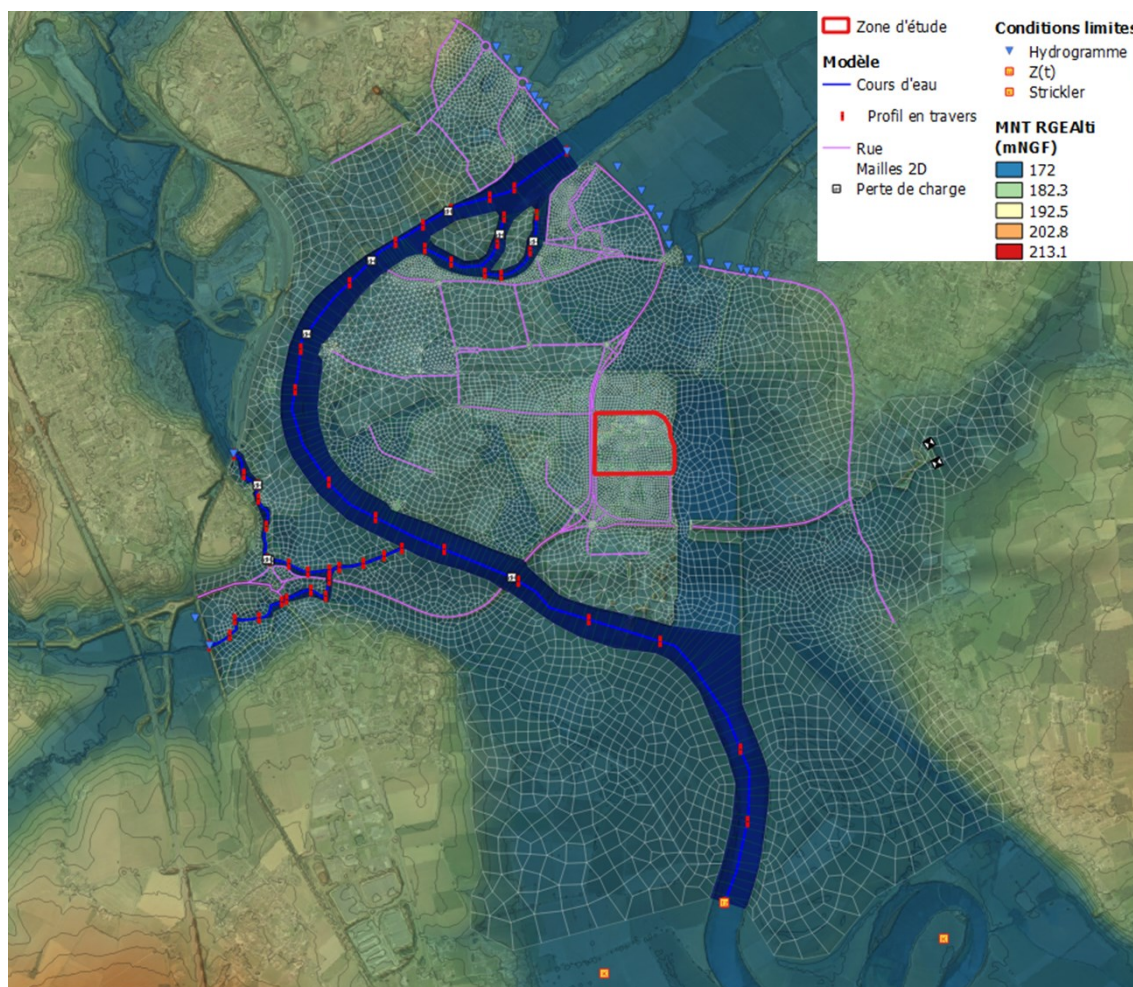 Zone d'étude
Modèle
Cours d'eau
Profil en travers
Rue
Mailles 2D
Perte de charge
Conditions limites
Hydrogramme
Z(t)
Strickler
MNT RGEAlti
(mNGF)
172
182.3
192.5
202.8
213.1